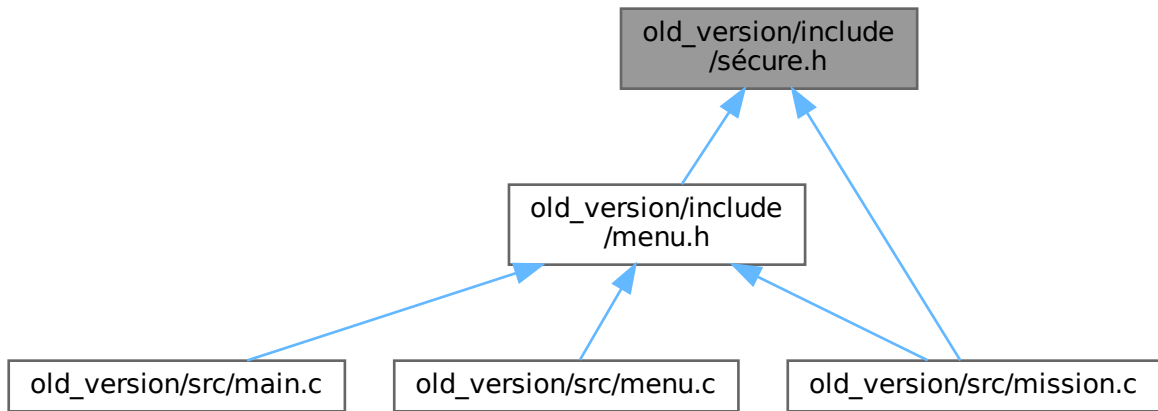 old_version/include
/sécure.h
old_version/include
/menu.h
old_version/src/main.c
old_version/src/menu.c
old_version/src/mission.c